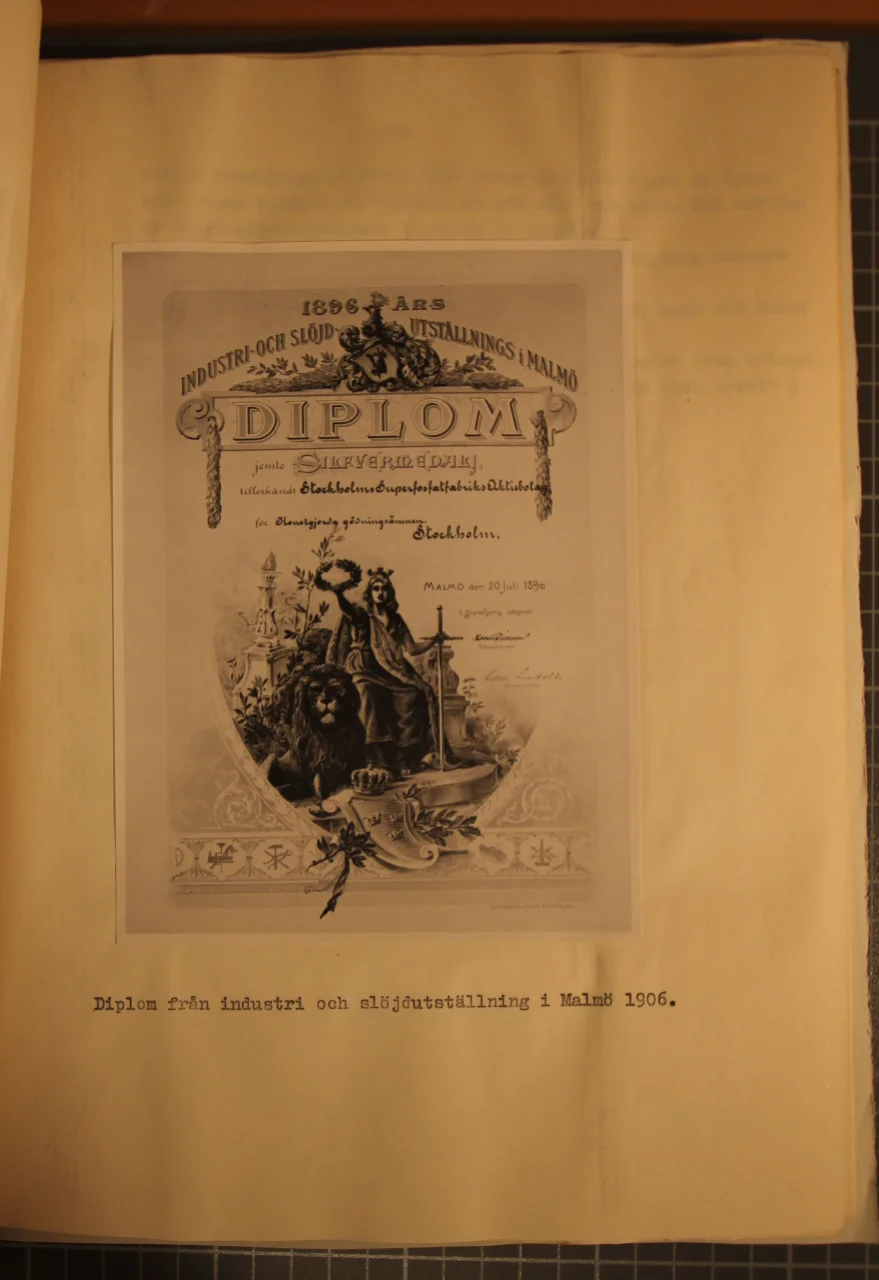 1896 ÅRS
INDUSTRI-OCH SLÖJD-UTSTÄLLNINGS i MALMÖ
DIPLOM
jemte SILFVERMEDALJ,
tillerkändt Stockholms Superfosfatfabriks Aktiebolag
för Konstgjorda gödningsämnen.
Stockholm.
MALMÖ den 20 Juli 1896
Diplom från industri och slöjdutställning i Malmö 1906.